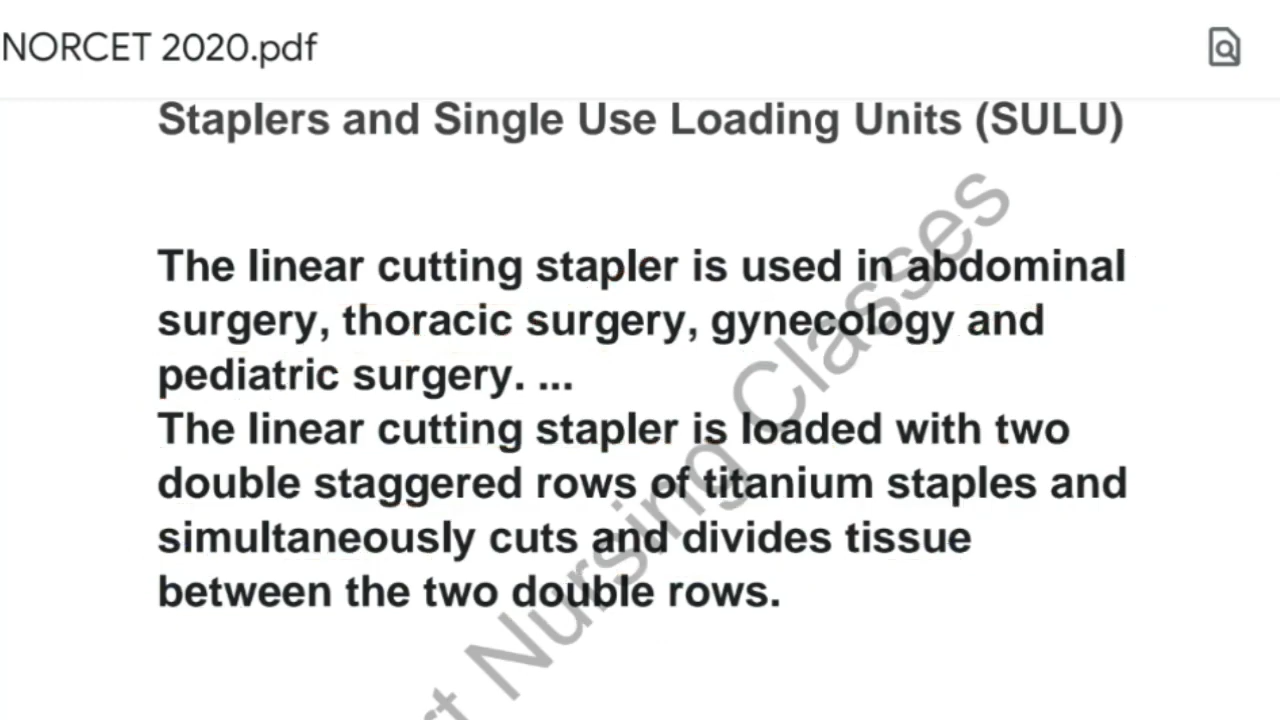 NORCET 2020.pdf
Staplers and Single Use Loading Units (SULU)
The linear cutting stapler is used in abdominal
surgery, thoracic surgery, gynecology and
pediatric surgery. ...
The linear cutting stapler is loaded with two
double staggered rows of titanium staples and
simultaneously cuts and divides tissue
between the two double rows.
Nursing Classes